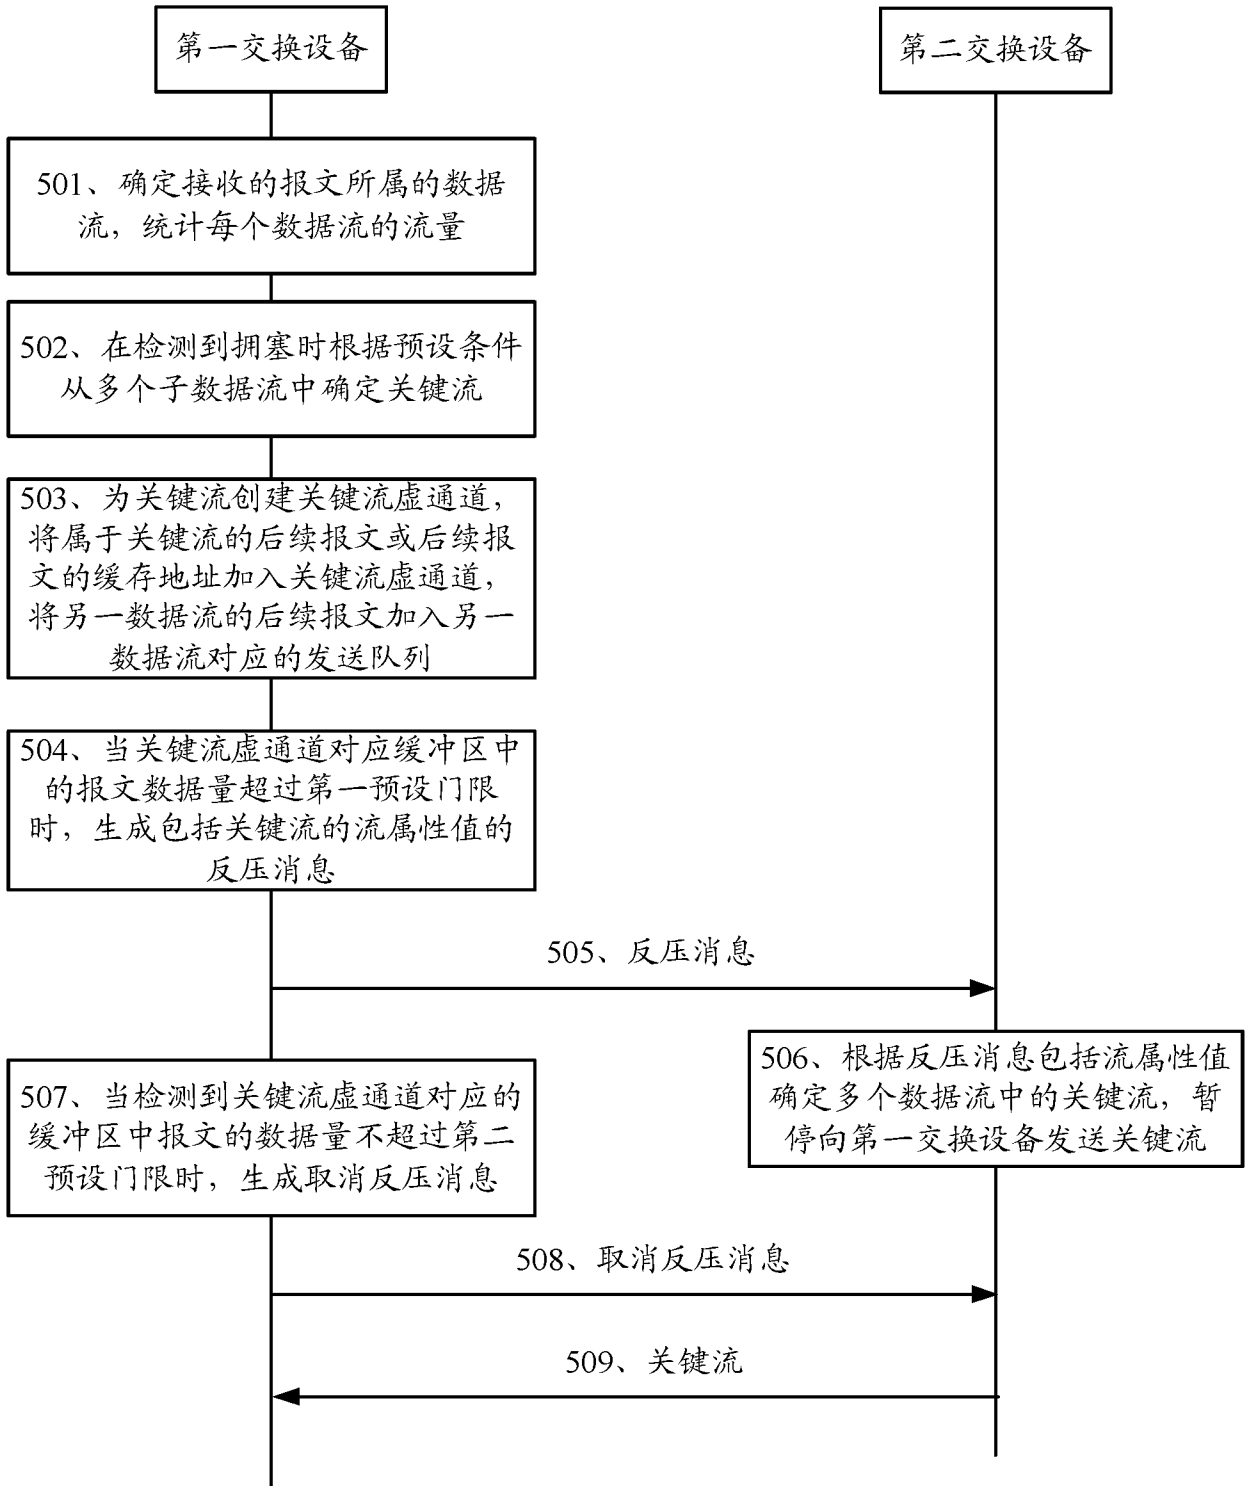 第一交换设备
第二交换设备
501、确定接收的报文所属的数据
流，统计每个数据流的流量
502、在检测到拥塞时根据预设条件
从多个子数据流中确定关键流
503、为关键流创建关键流虚通道，
将属于关键流的后续报文或后续报
文的缓存地址加入关键流虚通道，
将另一数据流的后续报文加入另一
数据流对应的发送队列
504、当关键流虚通道对应缓冲区中
的报文数据量超过第一预设门限
时，生成包括关键流的流属性值的
反压消息
505、反压消息
506、根据反压消息包括流属性值
确定多个数据流中的关键流，暂
停向第一交换设备发送关键流
507、当检测到关键流虚通道对应的
缓冲区中报文的数据量不超过第二
预设门限时，生成取消反压消息
508、取消反压消息
509、关键流